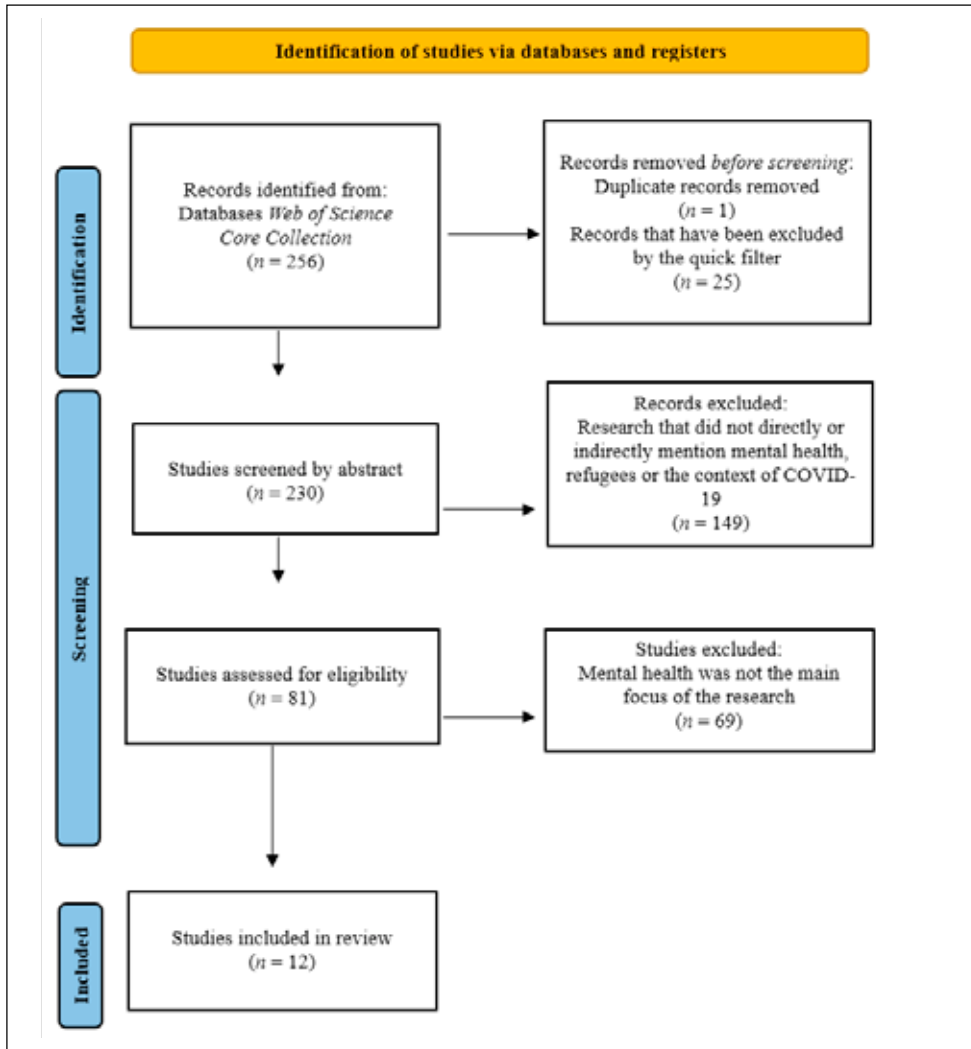 Identification of studies via databases and registers
Identification
Records identified from:
Databases Web of Science
Core Collection
(n = 256)
Records removed before screening:
Duplicate records removed
(n = 1)
Records that have been excluded
by the quick filter
(n = 25)
Screening
Studies screened by abstract
(n = 230)
Records excluded:
Research that did not directly or
indirectly mention mental health,
refugees or the context of COVID-
19
(n = 149)
Studies assessed for eligibility
(n = 81)
Studies excluded:
Mental health was not the main
focus of the research
(n = 69)
Included
Studies included in review
(n = 12)